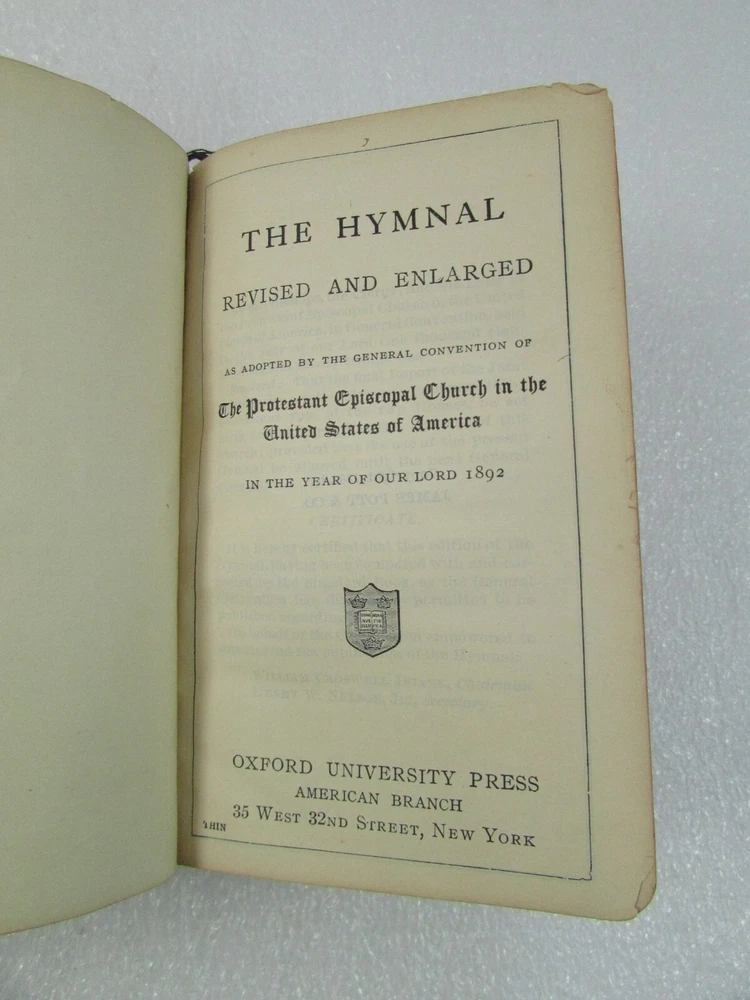 THE HYMNAL
REVISED AND ENLARGED
AS ADOPTED BY THE GENERAL CONVENTION OF
The Protestant Episcopal Church in the
United States of America
IN THE YEAR OF OUR LORD 1892
OXFORD UNIVERSITY PRESS
AMERICAN BRANCH
35 WEST 32ND STREET, NEW YORK
THIN